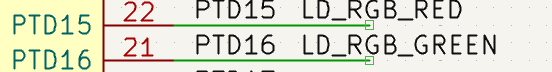 PTD15 22 PTD15 LD_RGB_RED
PTD16 21 PTD16 LD_RGB_GREEN